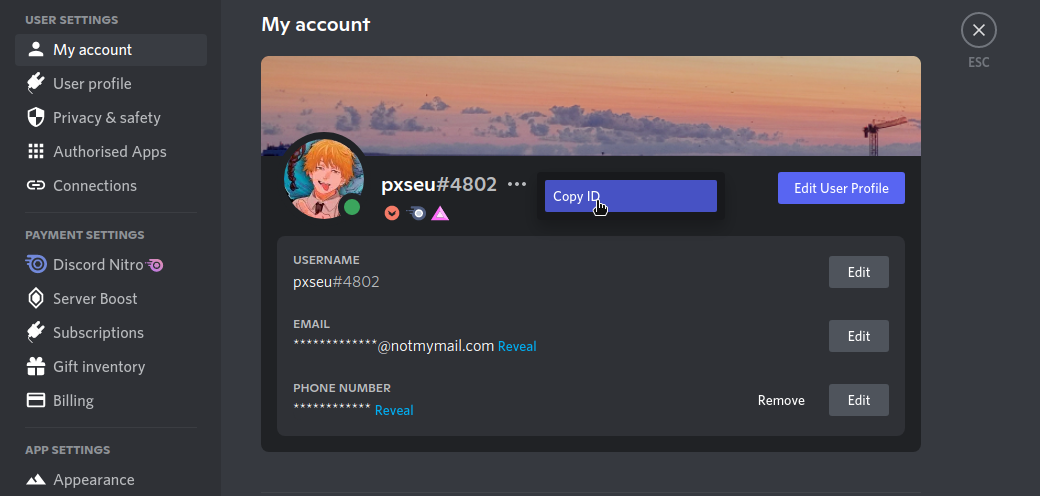 USER SETTINGS
My account
User profile
Privacy & safety
Authorised Apps
Connections
PAYMENT SETTINGS
Discord Nitro
Server Boost
Subscriptions
Gift inventory
Billing
APP SETTINGS
Appearance
My account
ESC
pxseu#4802
Copy ID
Edit User Profile
USERNAME
pxseu#4802
Edit
EMAIL
*************@notmymail.com Reveal
Edit
PHONE NUMBER
************ Reveal
Remove
Edit